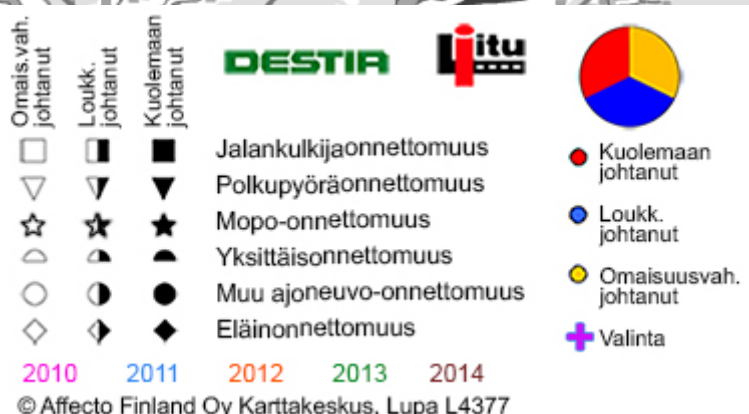 Omais.vah.
johtanut
Loukk.
johtanut
Kuolemaan
johtanut
DESTIA
Liitu
Jalankulkijaonnettomuus
Polkupyöräonnettomuus
Mopo-onnettomuus
Yksittäisonnettomuus
Muu ajoneuvo-onnettomuus
Eläinonnettomuus
Kuolemaan
johtanut
Loukk.
johtanut
Omaisuusvah.
johtanut
Valinta
2010 2011 2012 2013 2014
© Affecto Finland Oy Karttakeskus, Lupa L4377